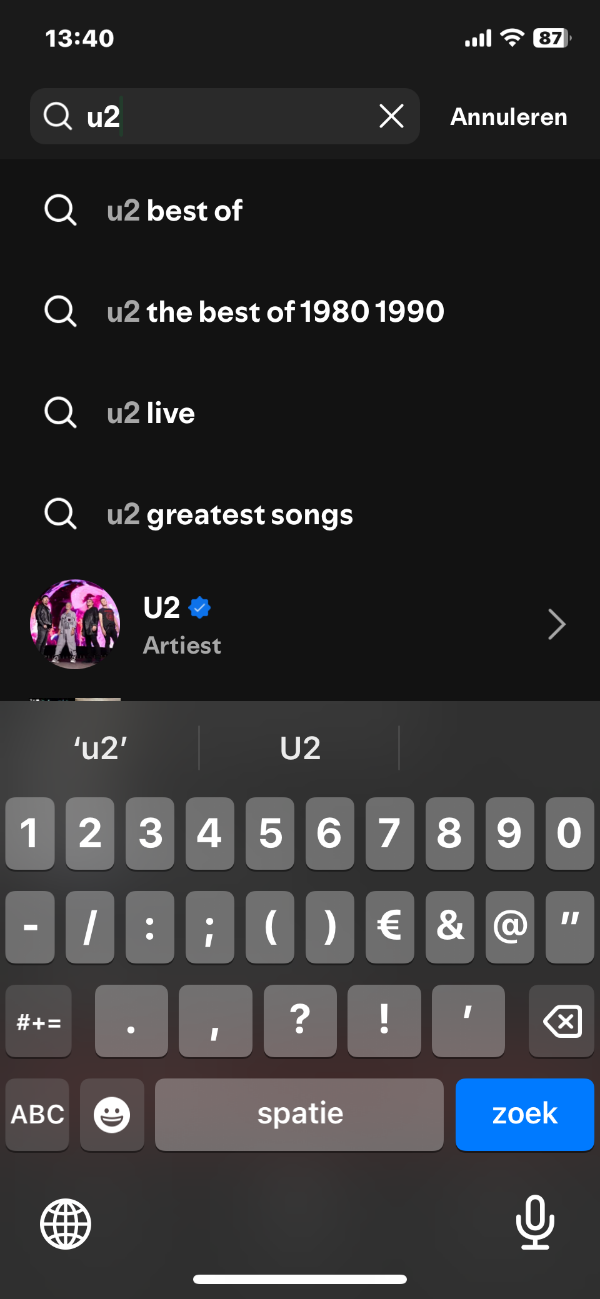 13:40
87
u2
Annuleren
u2 best of
u2 the best of 1980 1990
u2 live
u2 greatest songs
U2
Artiest
‘u2’
U2
1 2 3 4 5 6 7 8 9 0
- / : ; ( ) € & @ "
#+= . , ? ! '
ABC spatie zoek